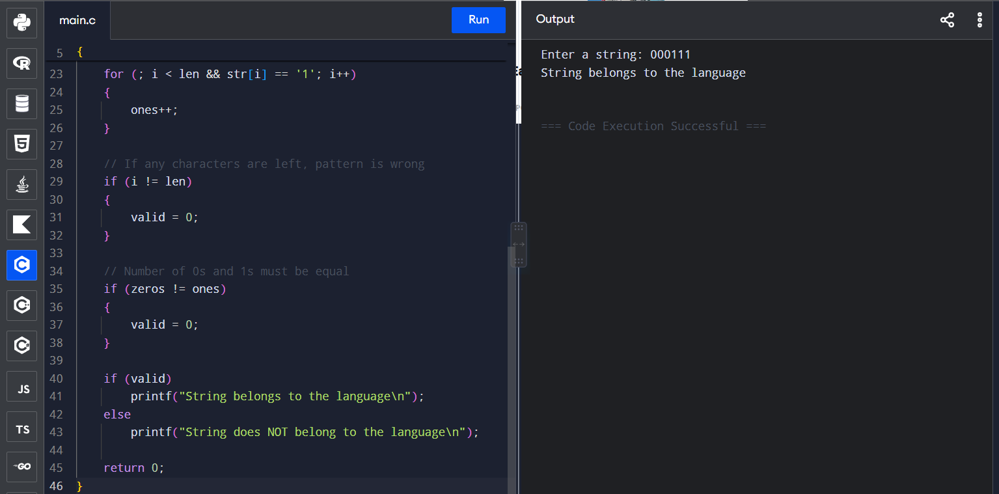 main.c
Run
5 {
23 for (; i < len && str[i] == '1'; i++)
24 {
25 ones++;
26 }
27
28 // If any characters are left, pattern is wrong
29 if (i != len)
30 {
31 valid = 0;
32 }
33
34 // Number of 0s and 1s must be equal
35 if (zeros != ones)
36 {
37 valid = 0;
38 }
39
40 if (valid)
41 printf("String belongs to the language\n");
42 else
43 printf("String does NOT belong to the language\n");
44
45 return 0;
46 }
Output
Enter a string: 000111
String belongs to the language
=== Code Execution Successful ===
R
5
C
C
C#
JS
TS
GO